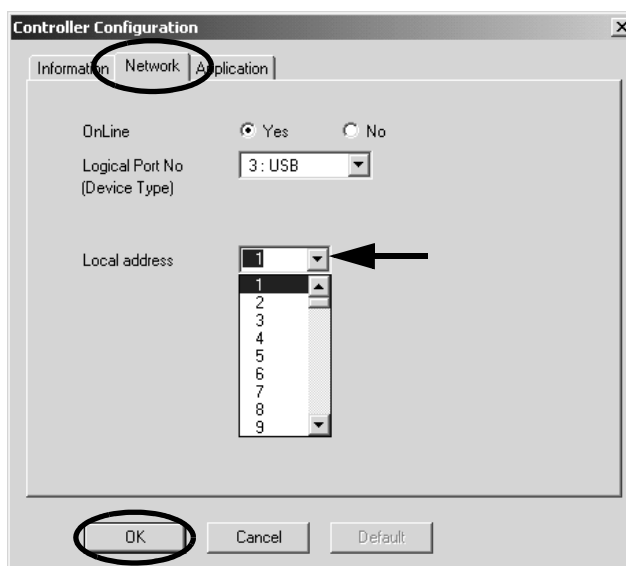 Controller Configuration
Information Network Application
OnLine Yes No
Logical Port No 3 : USB
(Device Type)
Local address 1
1
2
3
4
5
6
7
8
9
OK Cancel Default